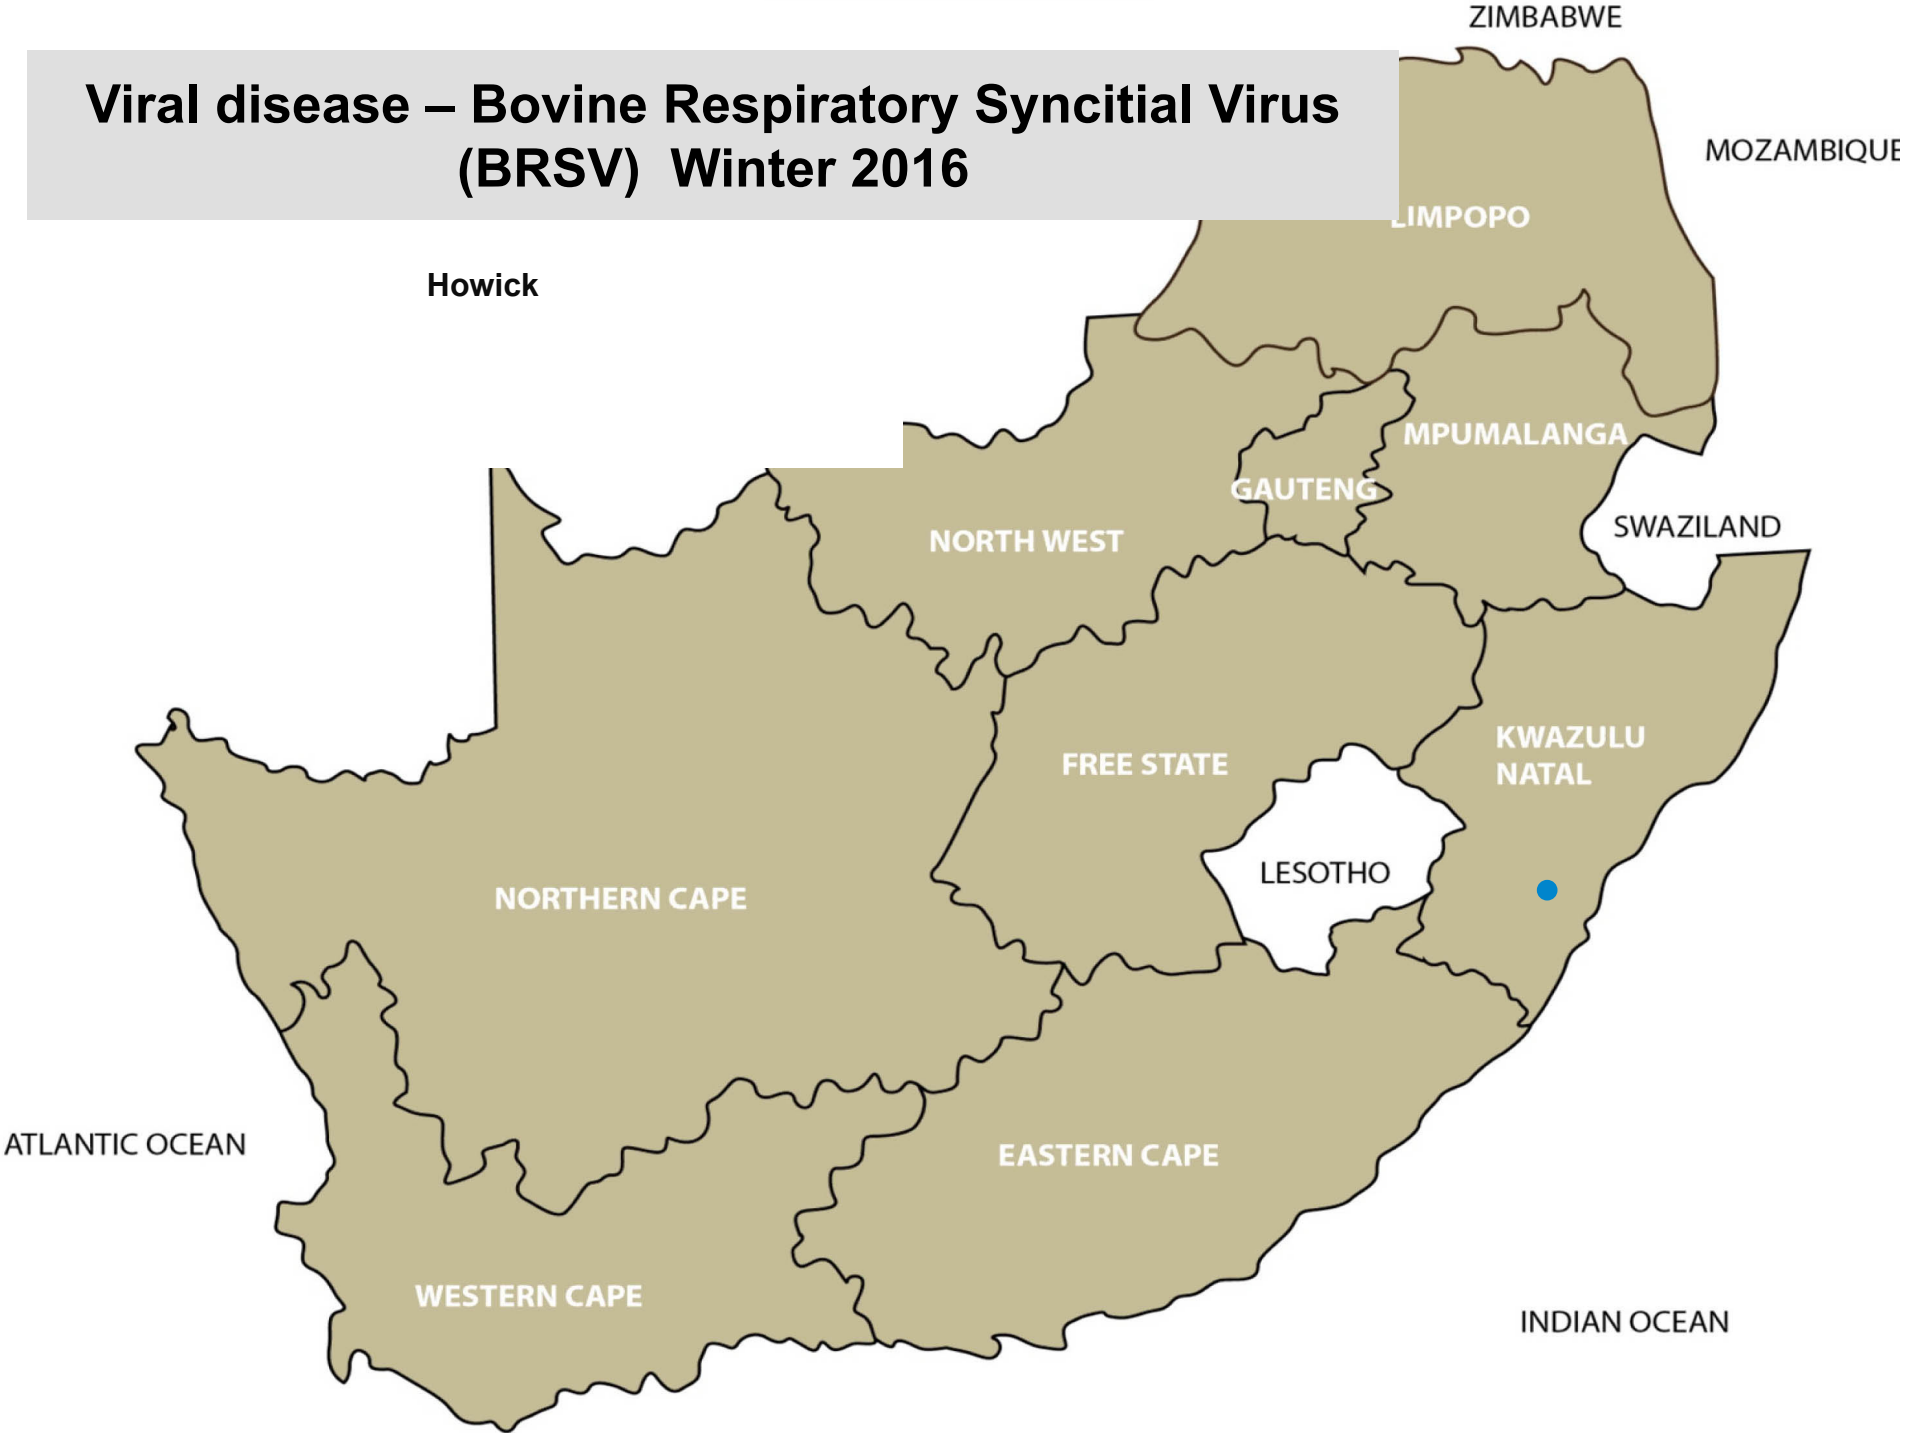 ZIMBABWE
Viral disease – Bovine Respiratory Syncitial Virus
(BRSV) Winter 2016
MOZAMBIQUE
LIMPOPO
Howick
MPUMALANGA
GAUTENG
SWAZILAND
NORTH WEST
KWAZULU
NATAL
FREE STATE
LESOTHO
NORTHERN CAPE
ATLANTIC OCEAN
EASTERN CAPE
WESTERN CAPE
INDIAN OCEAN